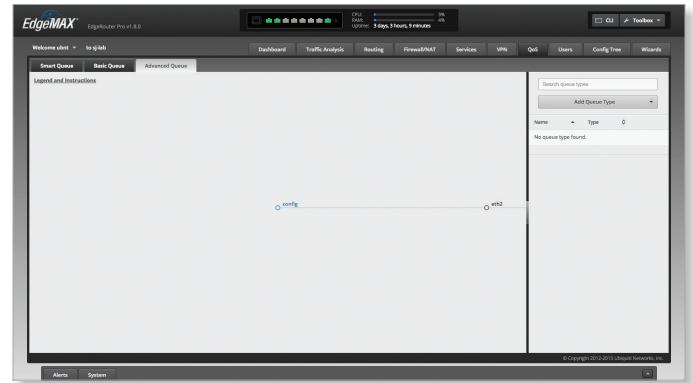 EdgeMAX EdgeRouter Pro v1.8.0
CPU: 9%
RAM: 4%
Uptime: 3 days, 3 hours, 9 minutes
CLI Toolbox
Welcome ubnt to sj-lab
Dashboard Traffic Analysis Routing Firewall/NAT Services VPN QoS Users Config Tree Wizards
Smart Queue Basic Queue Advanced Queue
Legend and Instructions
Search queue types
Add Queue Type
Name Type
No queue type found.
config eth2
© Copyright 2012-2015 Ubiquiti Networks, Inc.
Alerts System